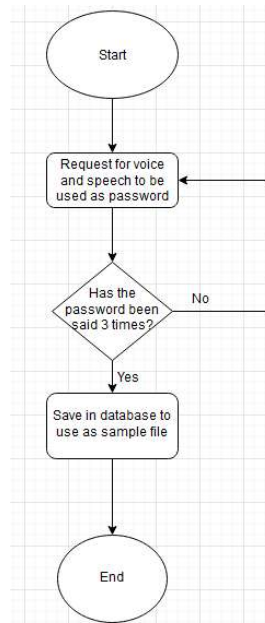 Start
Request for voice
and speech to be
used as password
Has the
password been
said 3 times?
No
Yes
Save in database to
use as sample file
End